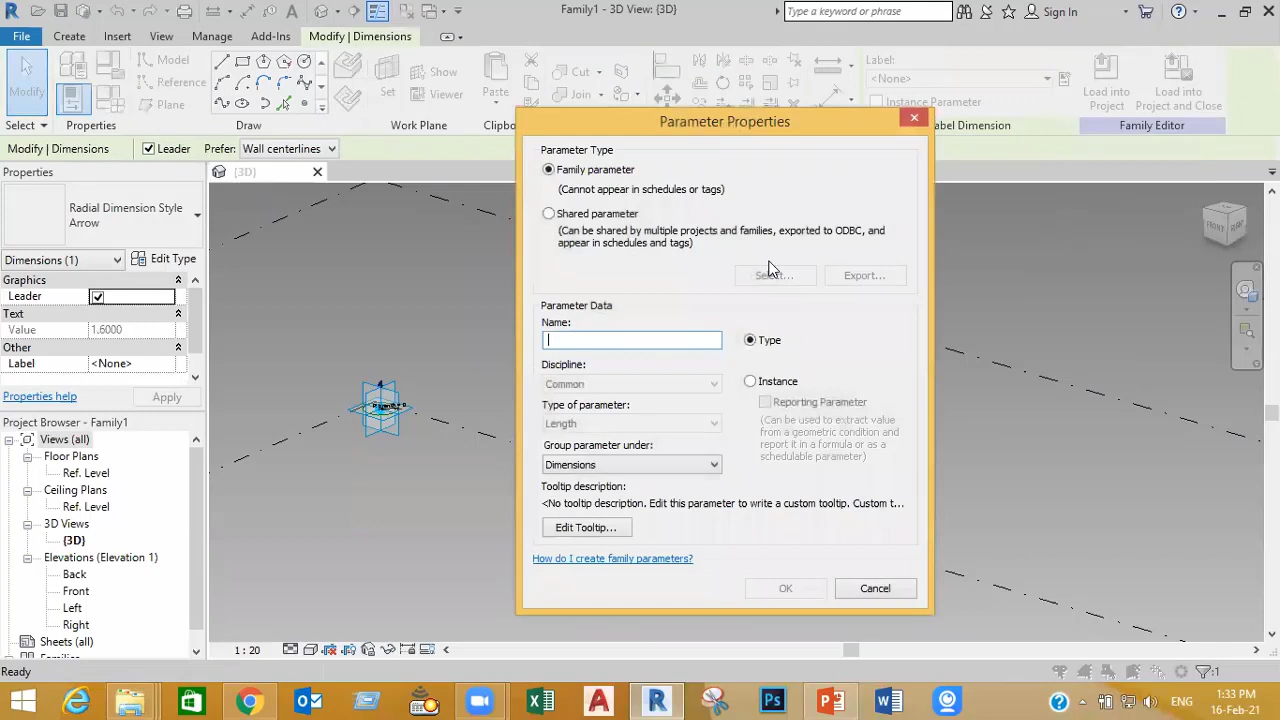 Family1 - 3D View: {3D}
Type a keyword or phrase
Sign In
File
Create
Insert
View
Manage
Add-Ins
Modify | Dimensions
Modify
Model
Reference
Plane
Set
Show
Viewer
Paste
Cut
Join
Label:
<None>
Instance Parameter
Load into
Project
Load into
Project and Close
Select
Properties
Draw
Work Plane
Label Dimension
Family Editor
Modify | Dimensions
Leader
Prefer:
Wall centerlines
Properties
{3D}
Radial Dimension Style
Arrow
Dimensions (1)
Edit Type
Graphics
Leader
Text
Value
1.6000
Other
Label
<None>
Properties help
Apply
Project Browser - Family1
Views (all)
Floor Plans
Ref. Level
Ceiling Plans
Ref. Level
3D Views
{3D}
Elevations (Elevation 1)
Back
Front
Left
Right
Sheets (all)
Parameter Properties
Parameter Type
Family parameter
(Cannot appear in schedules or tags)
Shared parameter
(Can be shared by multiple projects and families, exported to ODBC, and
appear in schedules and tags)
Select...
Export...
Parameter Data
Name:
Type
Discipline:
Common
Instance
Type of parameter:
Length
Reporting Parameter
(Can be used to extract value
from a geometric condition and
report it in a formula or as a
schedulable parameter)
Group parameter under:
Dimensions
Tooltip description:
<No tooltip description. Edit this parameter to write a custom tooltip. Custom t...
Edit Tooltip...
How do I create family parameters?
OK
Cancel
FRONT
1 : 20
Ready
:1
ENG
1:33 PM
16-Feb-21